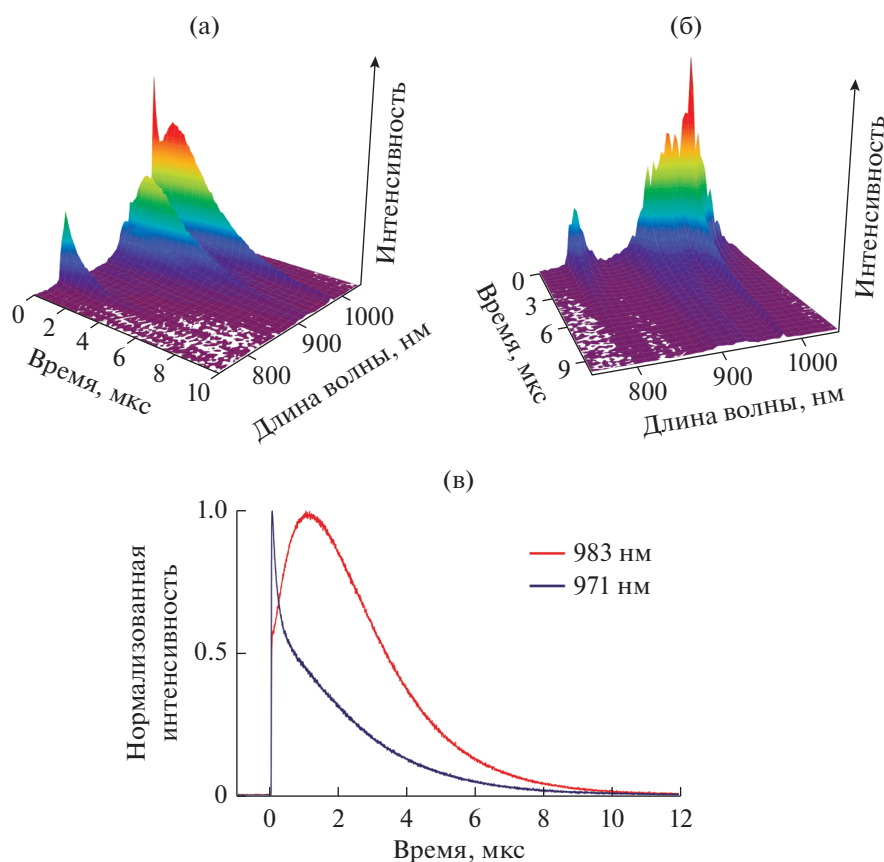 (а)
Интенсивность
0
2
4
6
8
10
Время, мкс
800
900
1000
Длина волны, нм
(б)
Интенсивность
0
3
6
9
Время, мкс
800
900
1000
Длина волны, нм
(в)
1.0
0.5
0
Нормализованная
интенсивность
983 нм
971 нм
0
2
4
6
8
10
12
Время, мкс